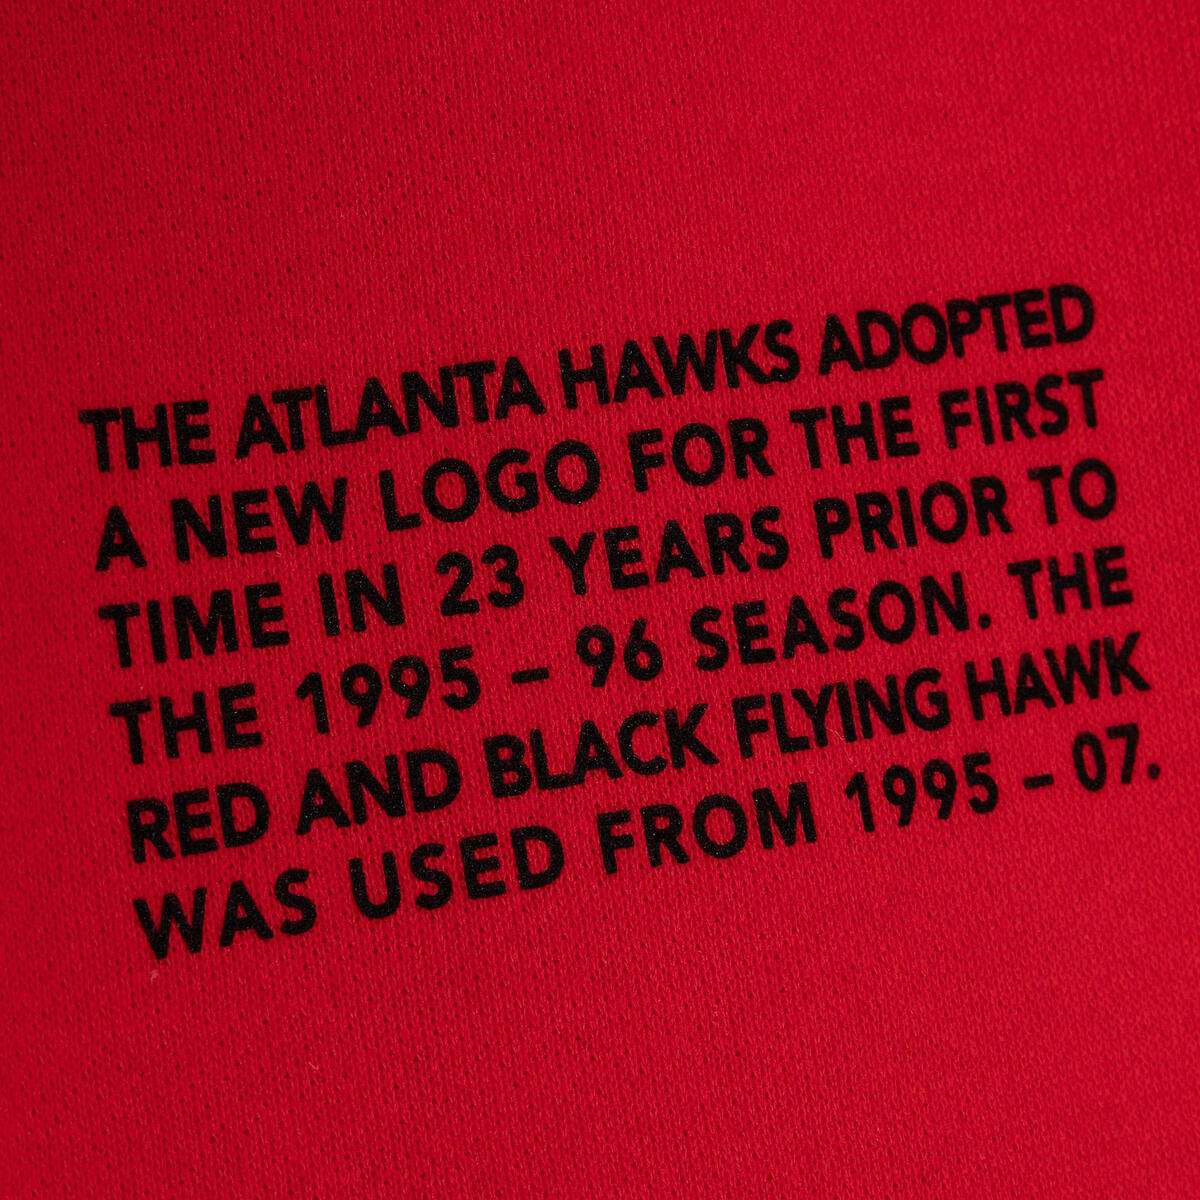 THE ATLANTA HAWKS ADOPTED
A NEW LOGO FOR THE FIRST
TIME IN 23 YEARS PRIOR TO
THE 1995 – 96 SEASON. THE
RED AND BLACK FLYING HAWK
WAS USED FROM 1995 – 07.